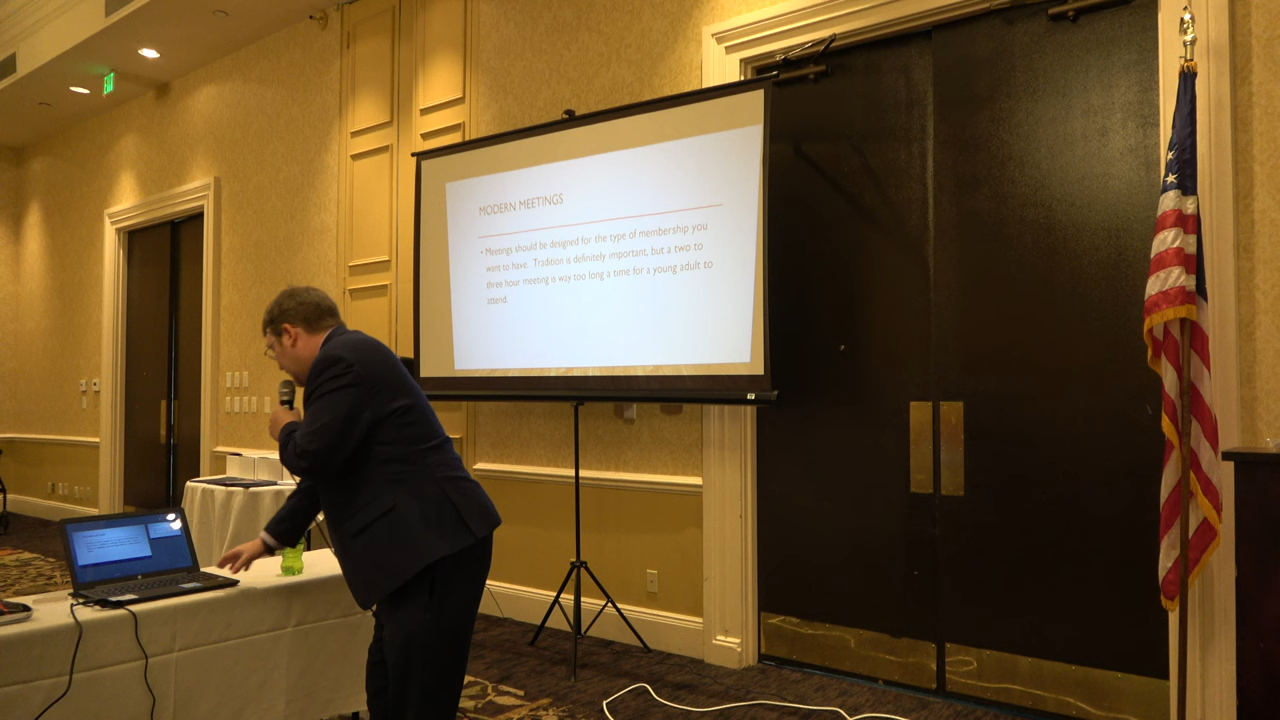 EXIT
MODERN MEETINGS
• Meetings should be designed for the type of membership you
want to have. Tradition is definitely important, but a two to
three hour meeting is way too long a time for a young adult to
attend.